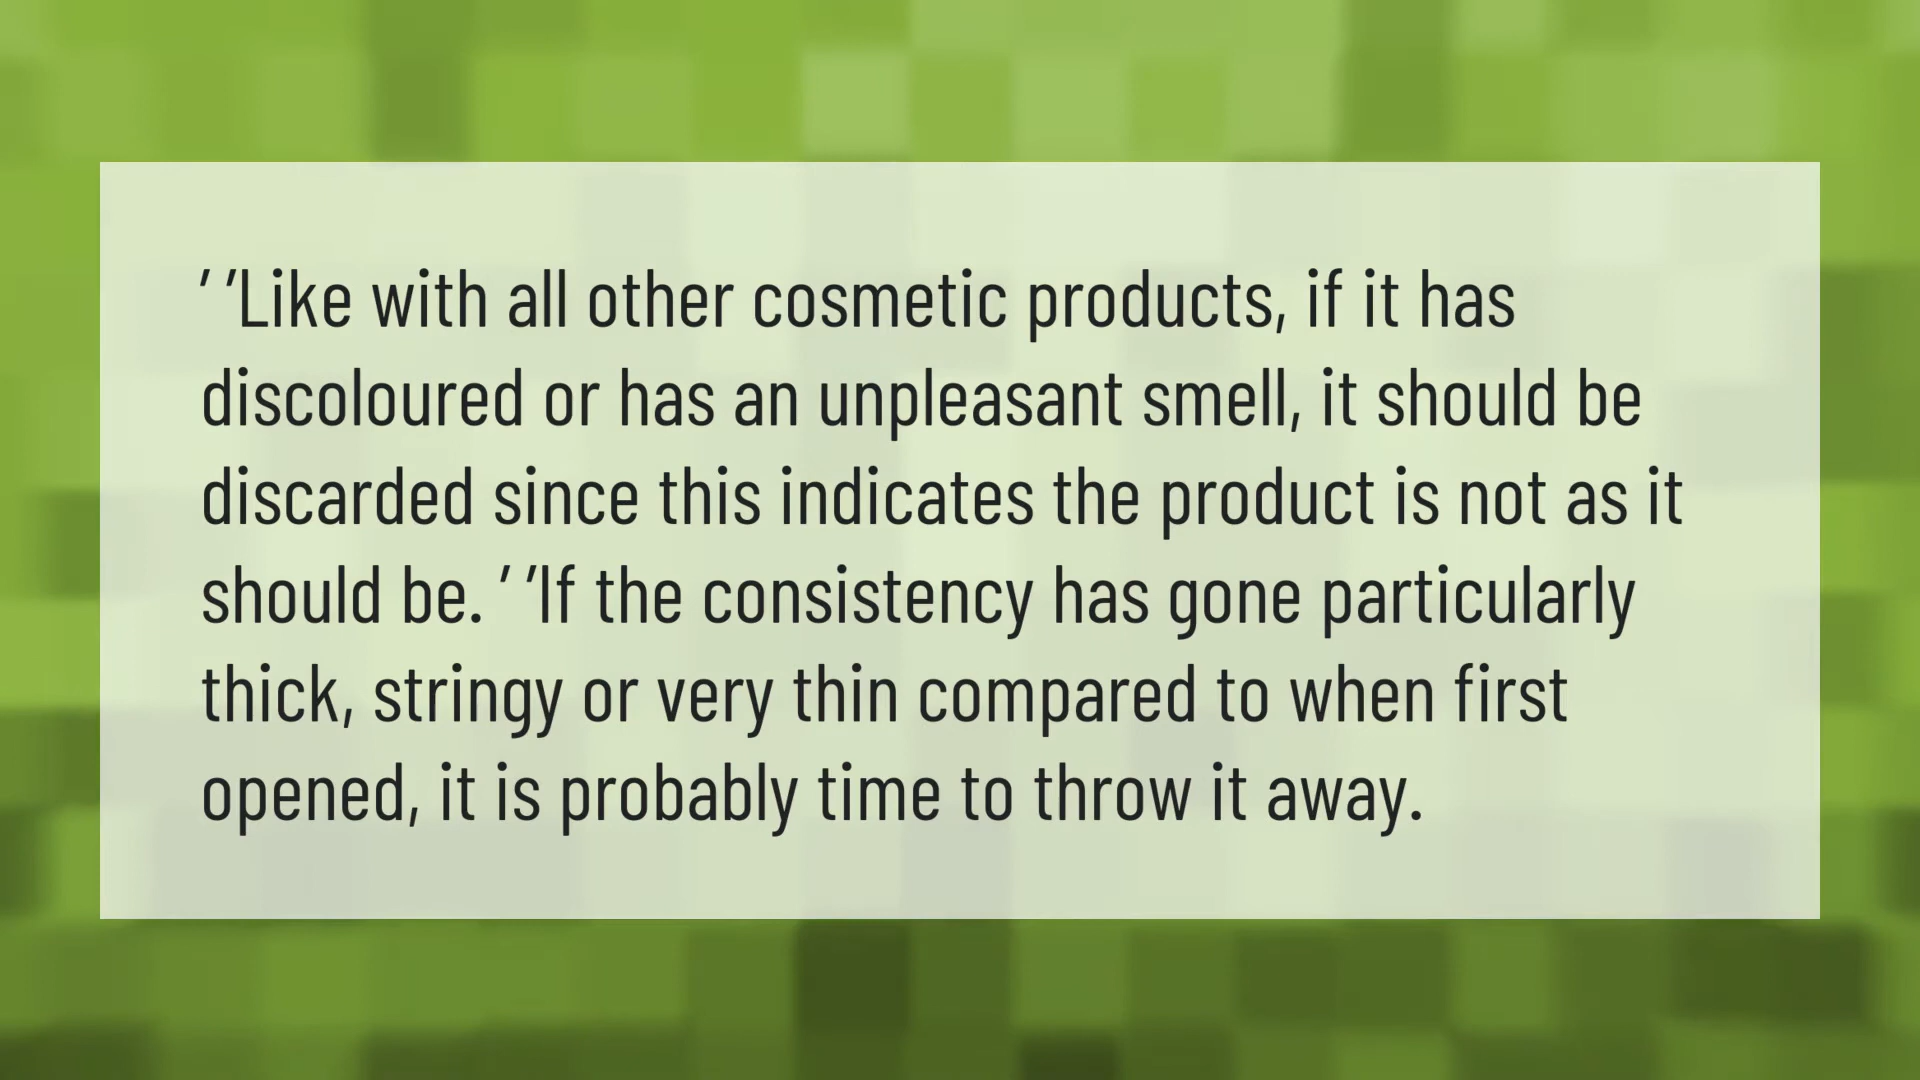 ′ ′Like with all other cosmetic products, if it has
discoloured or has an unpleasant smell, it should be
discarded since this indicates the product is not as it
should be. ′ ′If the consistency has gone particularly
thick, stringy or very thin compared to when first
opened, it is probably time to throw it away.